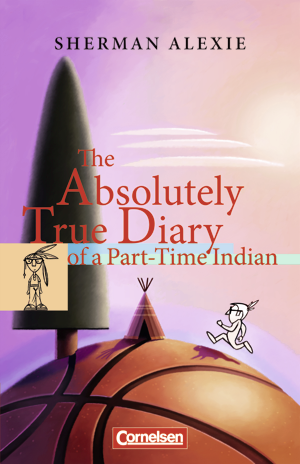 SHERMAN ALEXIE
The
Absolutely
True Diary
of a Part-Time Indian
Cornelsen